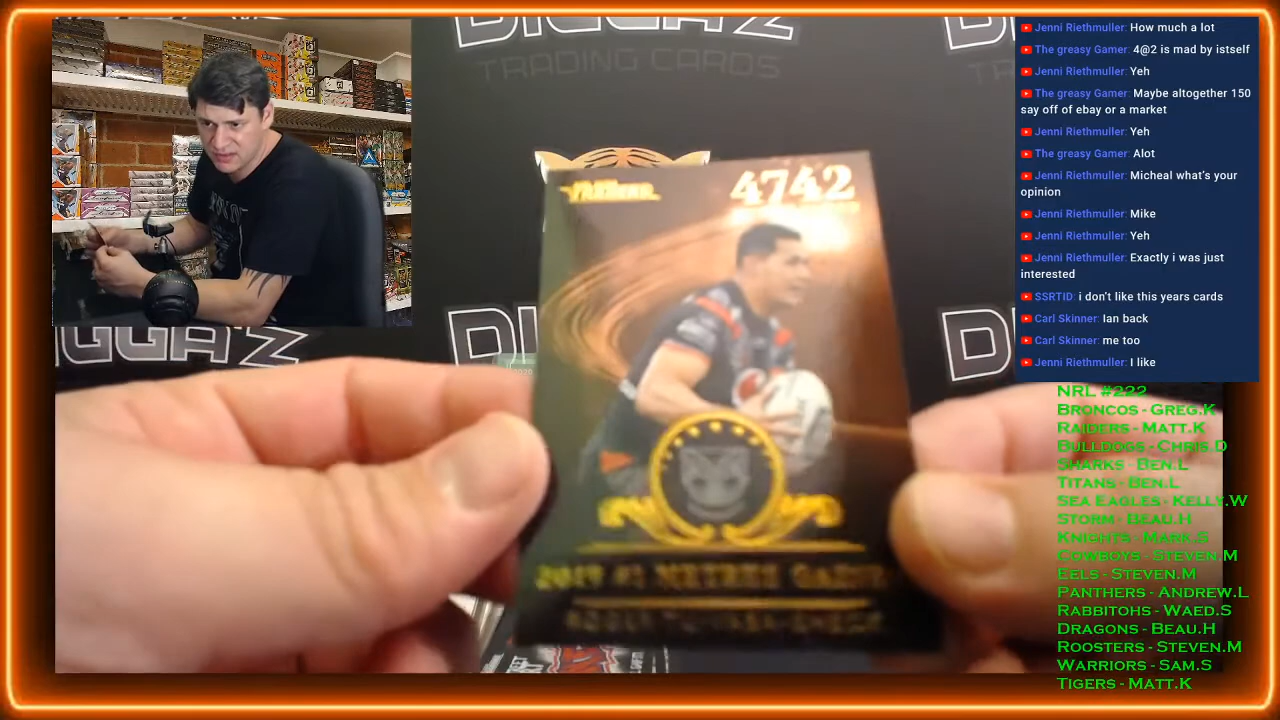 DIGGA'Z
TRADING CARDS
4742
2019 #1 METRES GAINED
Jenni Riethmuller: How much a lot
The greasy Gamer: 4@2 is mad by istself
Jenni Riethmuller: Yeh
The greasy Gamer: Maybe altogether 150
say off of ebay or a market
Jenni Riethmuller: Yeh
The greasy Gamer: Alot
Jenni Riethmuller: Micheal what's your
opinion
Jenni Riethmuller: Mike
Jenni Riethmuller: Yeh
Jenni Riethmuller: Exactly i was just
interested
SSRTID: i don't like this years cards
Carl Skinner: Ian back
Carl Skinner: me too
Jenni Riethmuller: I like
NRL #222
BRONCOS - GREG.K
RAIDERS - MATT.K
BULLDOGS - CHRIS.D
SHARKS - BEN.L
TITANS - BEN.L
SEA EAGLES - KELLY.W
STORM - BEAU.H
KNIGHTS - MARK.S
COWBOYS - STEVEN.M
EELS - STEVEN.M
PANTHERS - ANDREW.L
RABBITOHS - WAED.S
DRAGONS - BEAU.H
ROOSTERS - STEVEN.M
WARRIORS - SAM.S
TIGERS - MATT.K